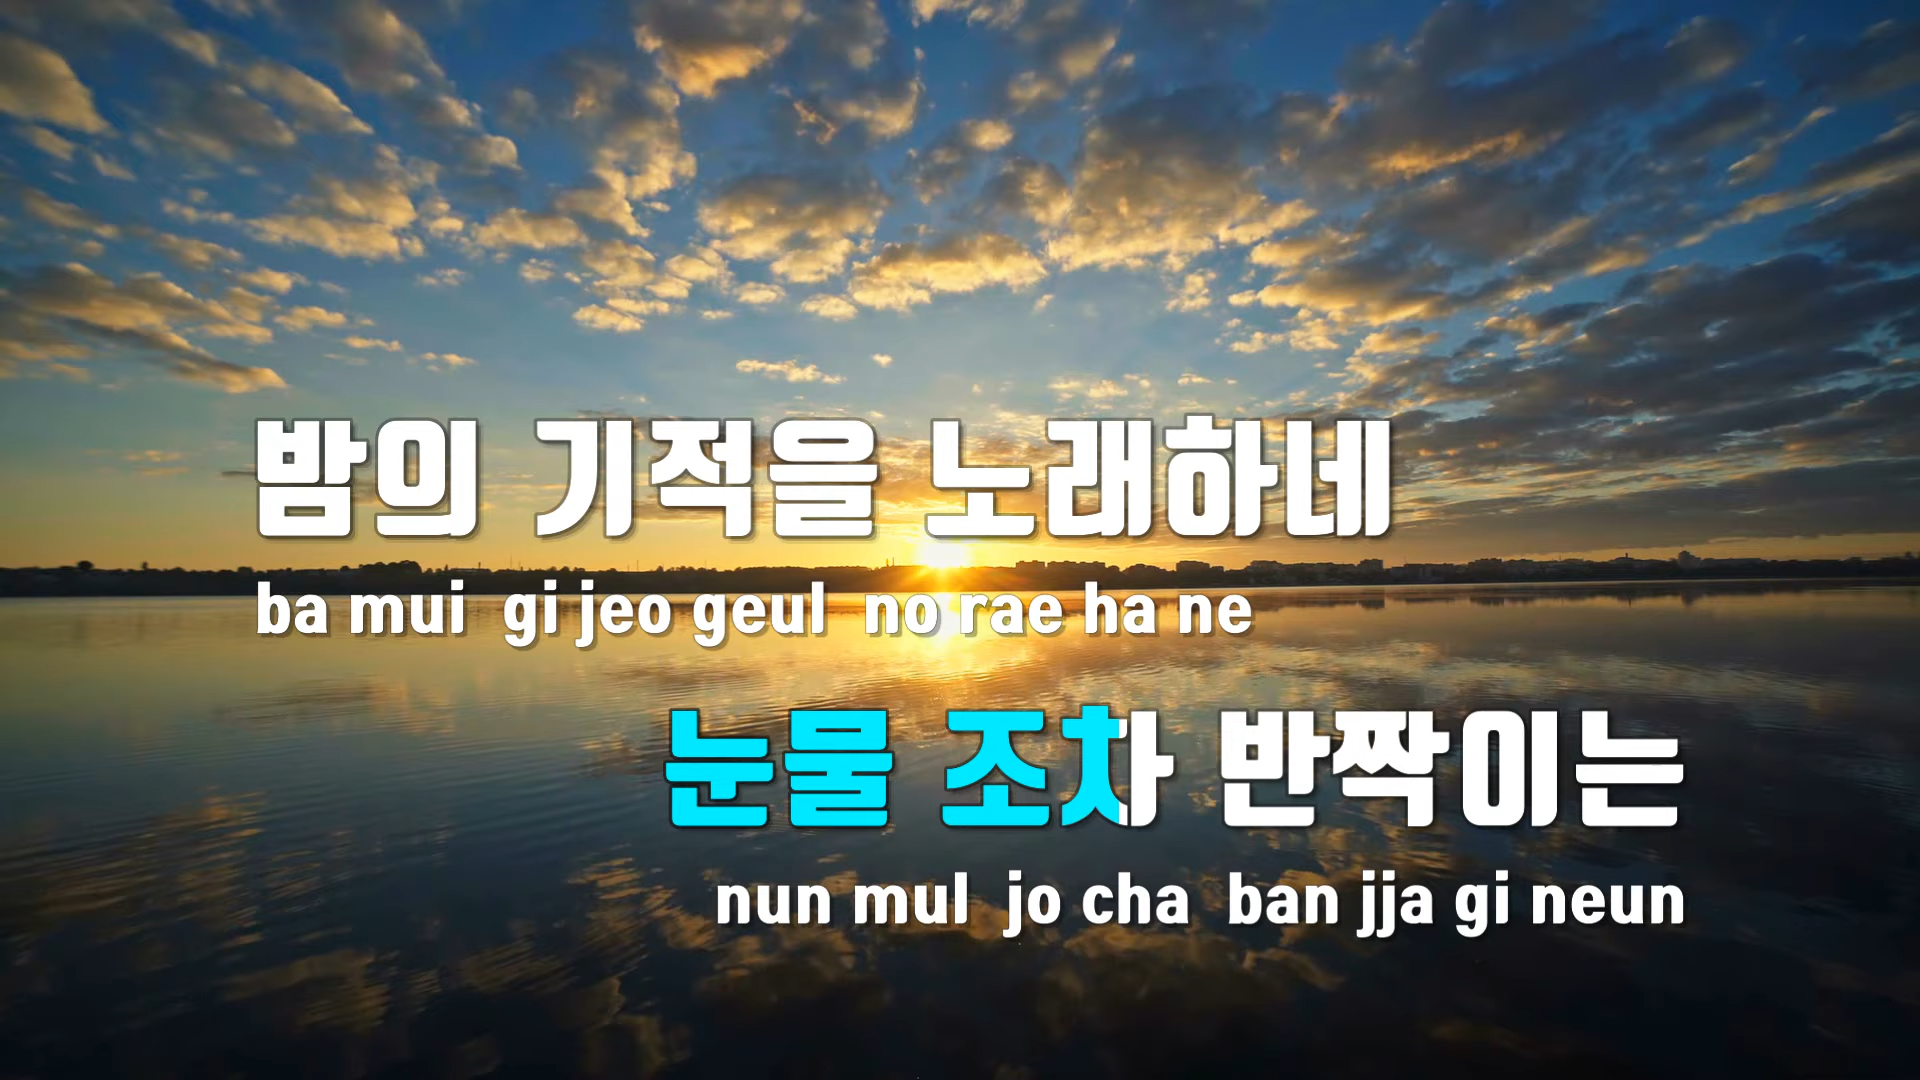 밤의 기적을 노래하네
ba mui gi jeo geul no rae ha ne
눈물 조차 반짝이는
nun mul jo cha ban jja gi neun